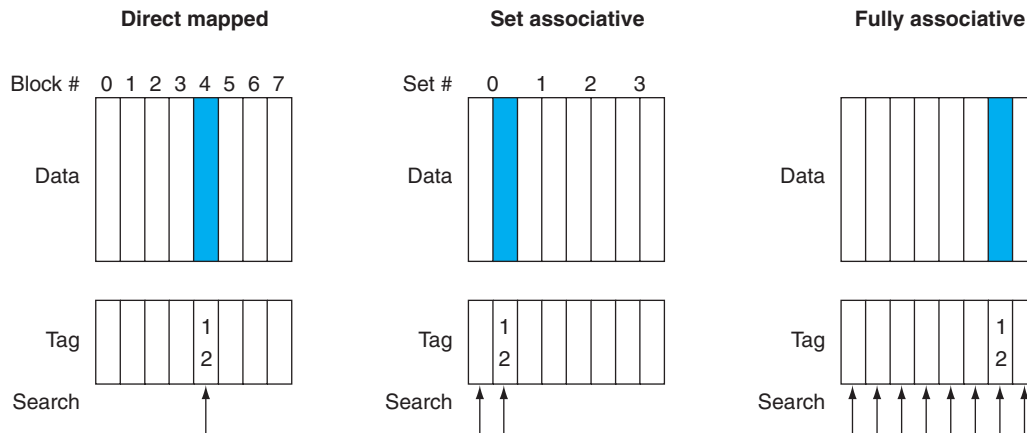 Direct mapped
Set associative
Fully associative
Block # 0 1 2 3 4 5 6 7
Set # 0 1 2 3
Data
Data
Data
Tag
1
2
Tag
1
2
Tag
1
2
Search
Search
Search